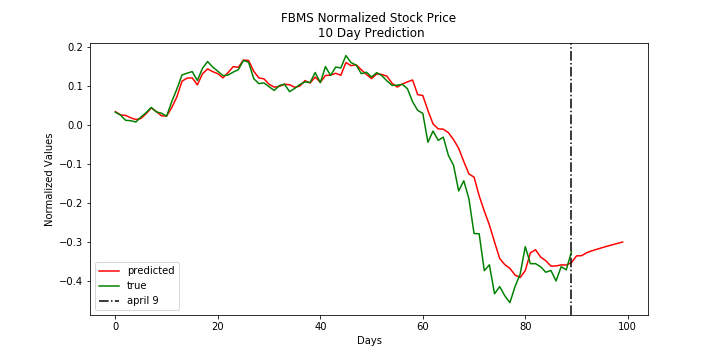 FBMS Normalized Stock Price
10 Day Prediction
Normalized Values
0.2
0.1
0.0
−0.1
−0.2
−0.3
−0.4
predicted
true
april 9
0 20 40 60 80 100
Days